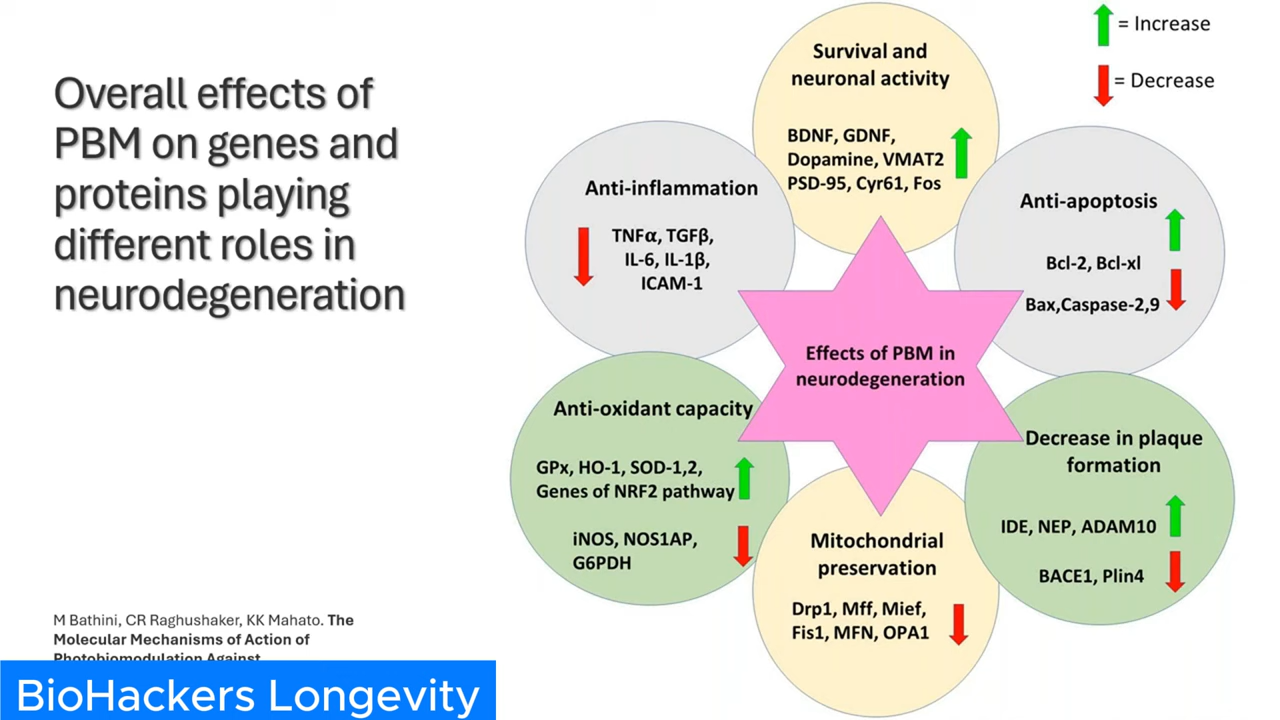 Overall effects of
PBM on genes and
proteins playing
different roles in
neurodegeneration
M Bathini, CR Raghushaker, KK Mahato. The
Molecular Mechanisms of Action of
Photobiomodulation Against
BioHackers Longevity
= Increase
= Decrease
Survival and
neuronal activity
BDNF, GDNF,
Dopamine, VMAT2
PSD-95, Cyr61, Fos
Anti-inflammation
TNFα, TGFβ,
IL-6, IL-1β,
ICAM-1
Anti-apoptosis
Bcl-2, Bcl-xl
Bax,Caspase-2,9
Effects of PBM in
neurodegeneration
Anti-oxidant capacity
GPx, HO-1, SOD-1,2,
Genes of NRF2 pathway
iNOS, NOS1AP,
G6PDH
Decrease in plaque
formation
IDE, NEP, ADAM10
BACE1, Plin4
Mitochondrial
preservation
Drp1, Mff, Mief,
Fis1, MFN, OPA1